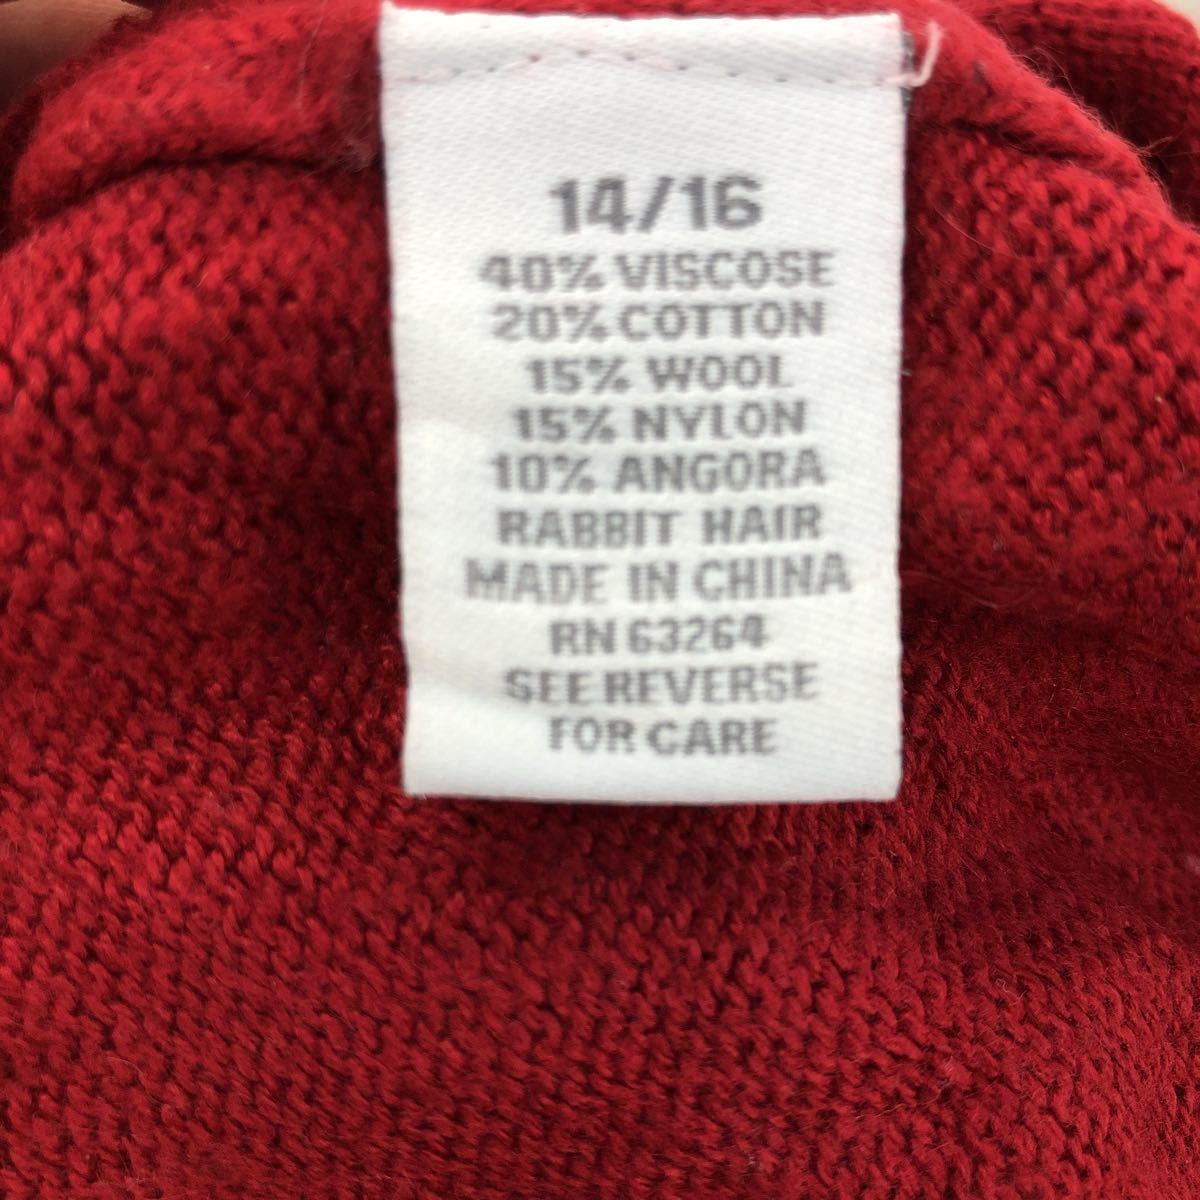 14/16
40% VISCOSE
20% COTTON
15% WOOL
15% NYLON
10% ANGORA
RABBIT HAIR
MADE IN CHINA
RN 63264
SEE REVERSE
FOR CARE